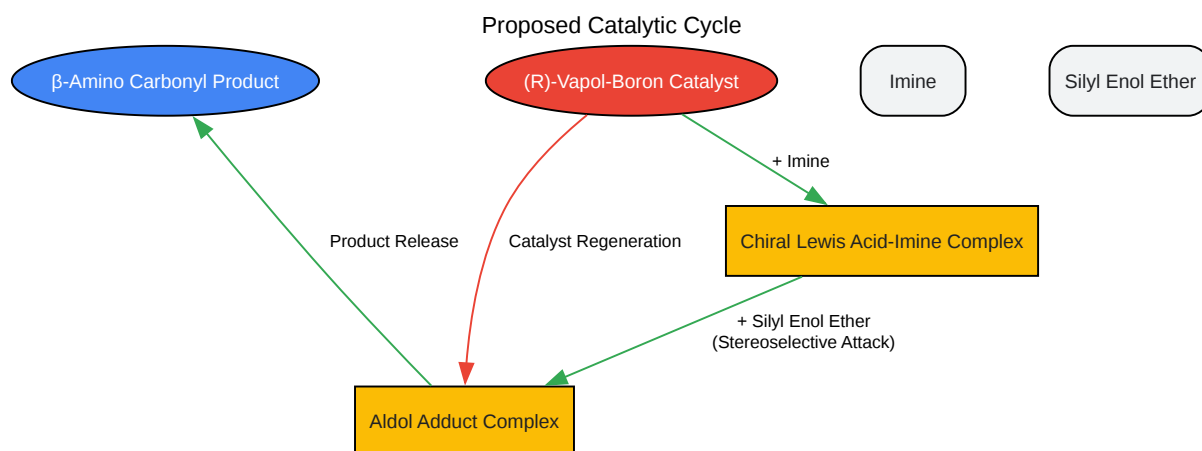 Proposed Catalytic Cycle
β-Amino Carbonyl Product
(R)-Vapol-Boron Catalyst
Imine
Silyl Enol Ether
+ Imine
Product Release
Catalyst Regeneration
Chiral Lewis Acid-Imine Complex
+ Silyl Enol Ether
(Stereoselective Attack)
Aldol Adduct Complex